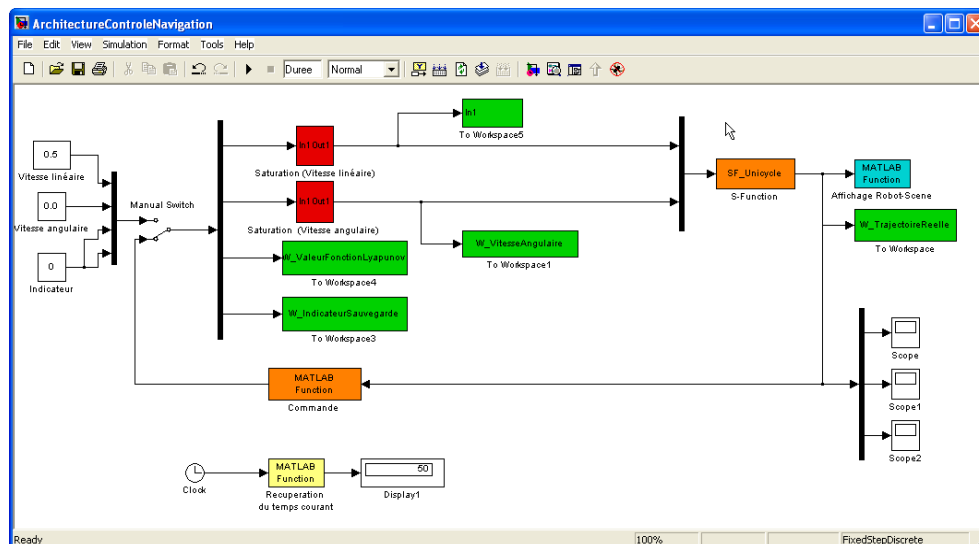 ArchitectureControleNavigation
File Edit View Simulation Format Tools Help
Duree Normal
In1
To Workspace5
0.5
Vitesse linéaire
In1 Out1
Saturation (Vitesse linéaire)
SF_Unicycle
S-Function
MATLAB
Function
Affichage Robot-Scene
0.0
Vitesse angulaire
Manual Switch
In1 Out1
Saturation (Vitesse angulaire)
W_TrajectoireReelle
To Workspace
W_VitesseAngulaire
To Workspace1
0
Indicateur
W_ValeurFonctionLyapunov
To Workspace4
W_IndicateurSauvegarde
To Workspace3
Scope
MATLAB
Function
Commande
Scope1
Scope2
Clock
MATLAB
Function
Recuperation
du temps courant
50
Display1
Ready 100% FixedStepDiscrete